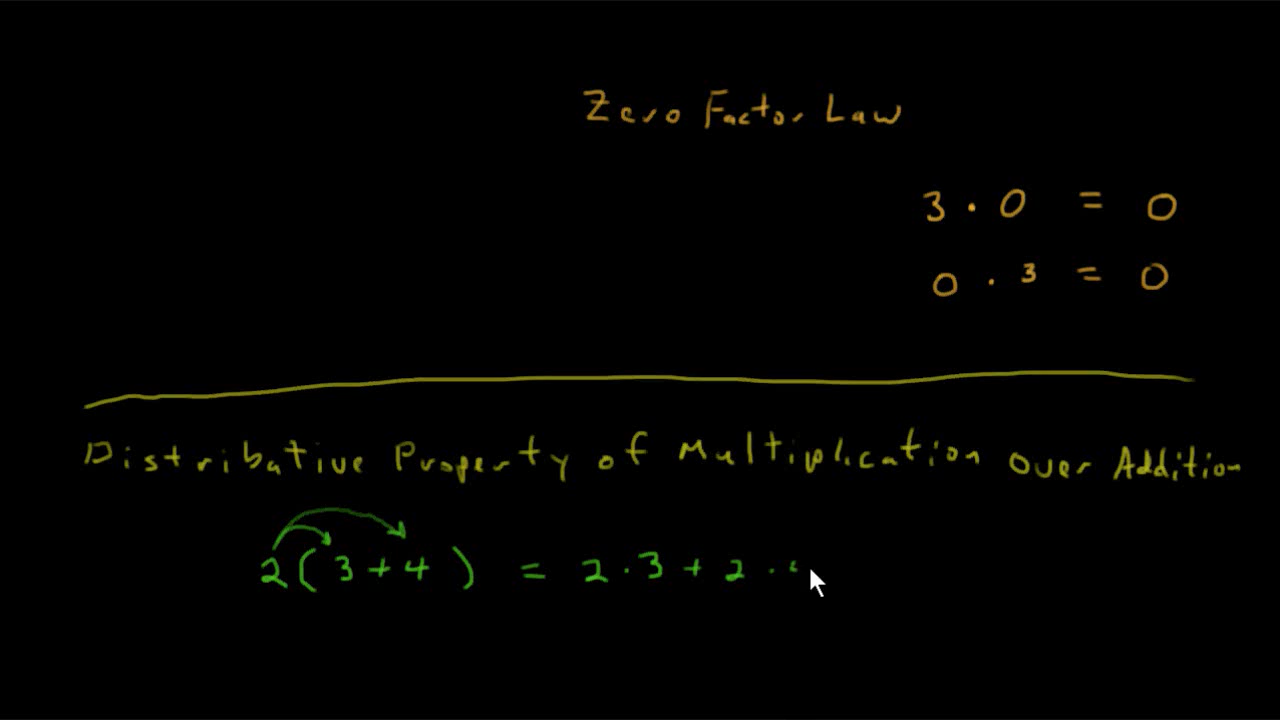 Zero Factor Law
3 · 0 = 0
0 · 3 = 0
Distributive Property of Multiplication Over Addition
2(3+4) = 2·3 + 2 ·